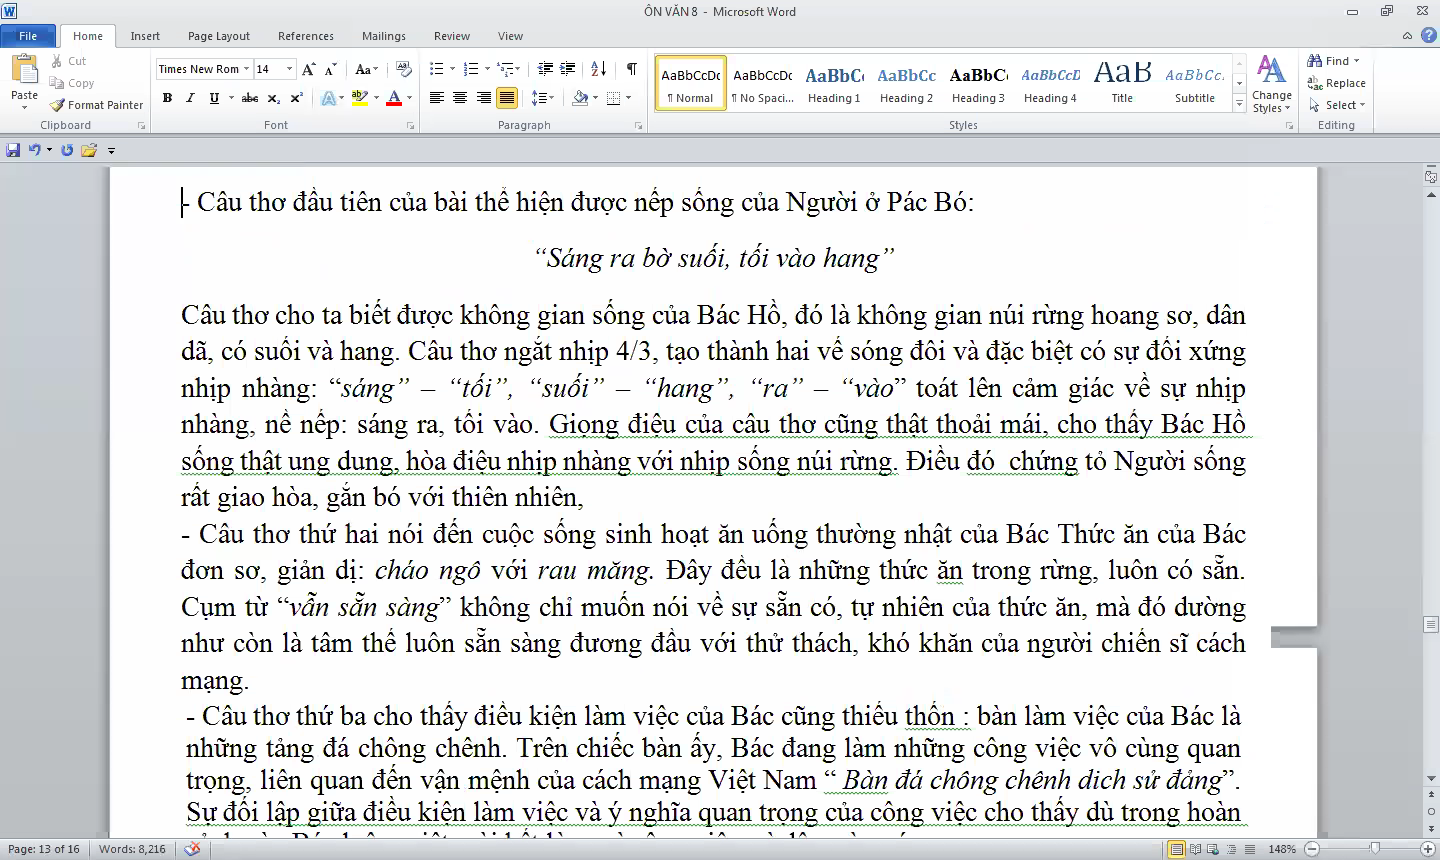 ÔN VĂN 8 - Microsoft Word
File Home Insert Page Layout References Mailings Review View
Paste Cut Copy Format Painter Clipboard
Times New Rom 14 Aa
B I U abc x₂ x² A ab A Font
Paragraph
AaBbCcDc AaBbCcDc AaBbCc AaBbCc AaBbCc AaBbCcD AaB AaBbCc.
¶ Normal ¶ No Spaci... Heading 1 Heading 2 Heading 3 Heading 4 Title Subtitle
Styles
Change Styles
Find Replace Select Editing
- Câu thơ đầu tiên của bài thể hiện được nếp sống của Người ở Pác Bó:
“Sáng ra bờ suối, tối vào hang”
Câu thơ cho ta biết được không gian sống của Bác Hồ, đó là không gian núi rừng hoang sơ, dân
dã, có suối và hang. Câu thơ ngắt nhịp 4/3, tạo thành hai vế sóng đôi và đặc biệt có sự đối xứng
nhịp nhàng: “sáng” – “tối”, “suối” – “hang”, “ra” – “vào” toát lên cảm giác về sự nhịp
nhàng, nề nếp: sáng ra, tối vào. Giọng điệu của câu thơ cũng thật thoải mái, cho thấy Bác Hồ
sống thật ung dung, hòa điệu nhịp nhàng với nhịp sống núi rừng. Điều đó chứng tỏ Người sống
rất giao hòa, gắn bó với thiên nhiên,
- Câu thơ thứ hai nói đến cuộc sống sinh hoạt ăn uống thường nhật của Bác Thức ăn của Bác
đơn sơ, giản dị: cháo ngô với rau măng. Đây đều là những thức ăn trong rừng, luôn có sẵn.
Cụm từ “vẫn sẵn sàng” không chỉ muốn nói về sự sẵn có, tự nhiên của thức ăn, mà đó dường
như còn là tâm thế luôn sẵn sàng đương đầu với thử thách, khó khăn của người chiến sĩ cách
mạng.
- Câu thơ thứ ba cho thấy điều kiện làm việc của Bác cũng thiếu thốn : bàn làm việc của Bác là
những tảng đá chông chênh. Trên chiếc bàn ấy, Bác đang làm những công việc vô cùng quan
trọng, liên quan đến vận mệnh của cách mạng Việt Nam “ Bàn đá chông chênh dich sử đảng”.
Sự đối lập giữa điều kiện làm việc và ý nghĩa quan trọng của công việc cho thấy dù trong hoàn
Page: 13 of 16 Words: 8,216 148%